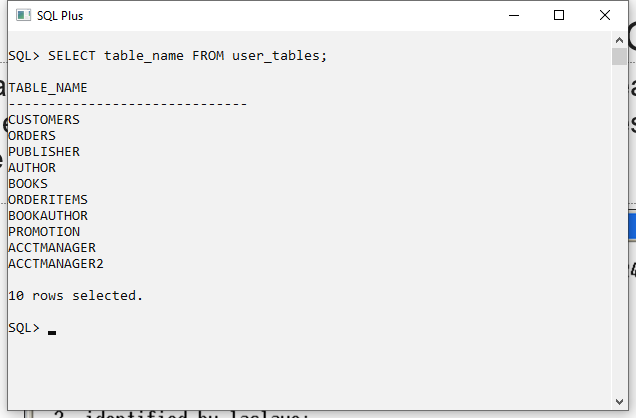 SQL Plus
SQL> SELECT table_name FROM user_tables;
TABLE_NAME
------------------------------
CUSTOMERS
ORDERS
PUBLISHER
AUTHOR
BOOKS
ORDERITEMS
BOOKAUTHOR
PROMOTION
ACCTMANAGER
ACCTMANAGER2
10 rows selected.
SQL>
2 identified by